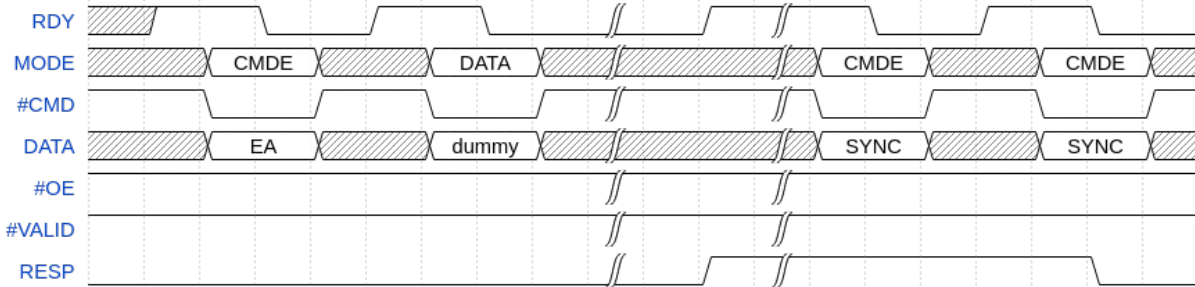 RDY
MODE CMDE DATA CMDE CMDE
#CMD
DATA EA dummy SYNC SYNC
#OE
#VALID
RESP